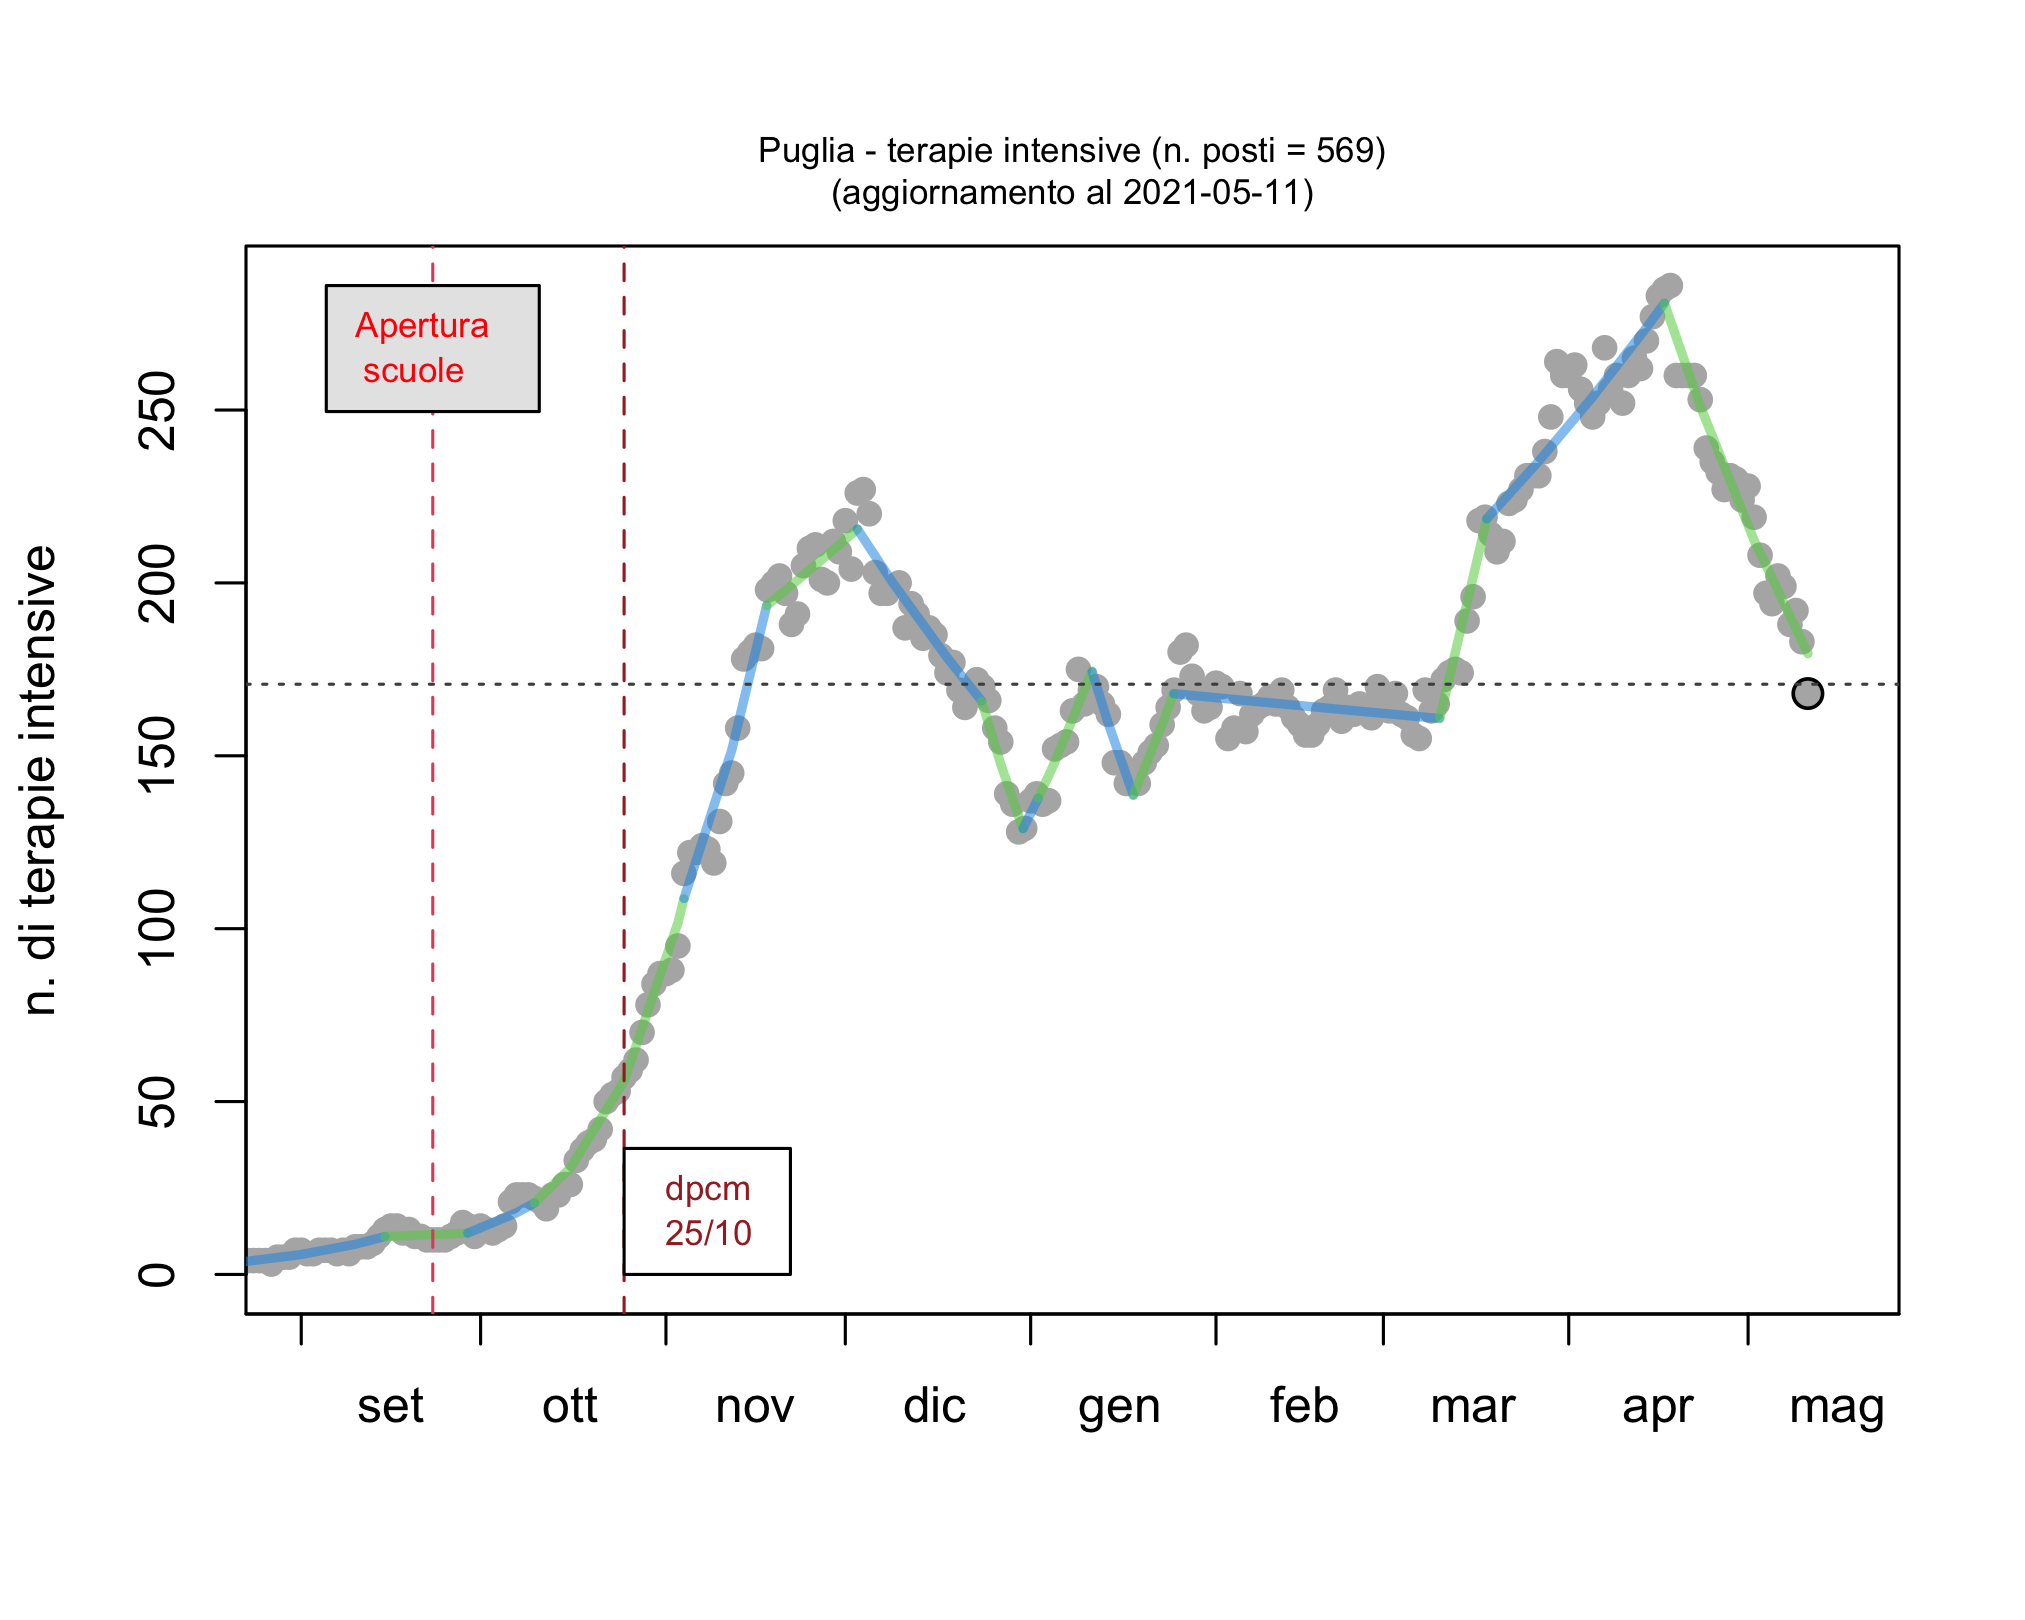 Puglia - terapie intensive (n. posti = 569)
(aggiornamento al 2021-05-11)
Apertura
scuole
n. di terapie intensive
250
200
150
100
50
0
dpcm
25/10
set ott nov dic gen feb mar apr mag